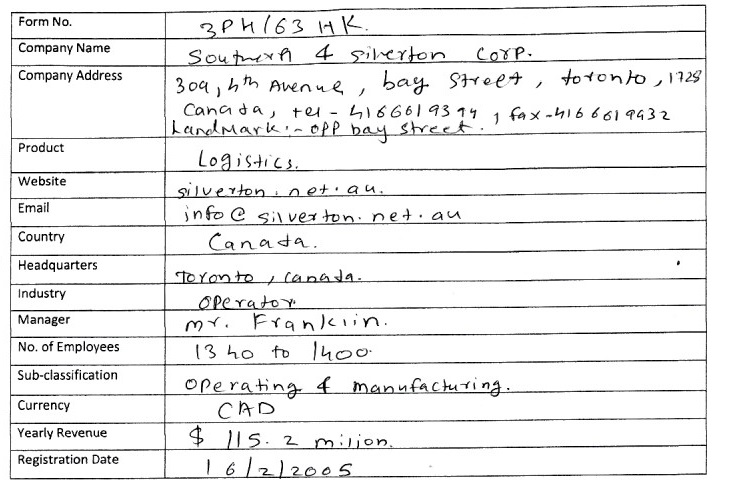 Form No. 3PH/63 HK.
Company Name Southern & Silverton Corp.
Company Address 309, 4th Avenue, bay Street, toronto, 1728
Canada, tel - 4166619394, fax - 4166619432
Landmark :- opp bay street.
Product Logistics.
Website silverton.net.au.
Email info@silverton.net.au
Country Canada.
Headquarters Toronto, Canada.
Industry Operator
Manager mr. Franklin.
No. of Employees 1340 to 1400.
Sub-classification Operating & manufacturing.
Currency CAD
Yearly Revenue $ 115.2 milion.
Registration Date 16/2/2005